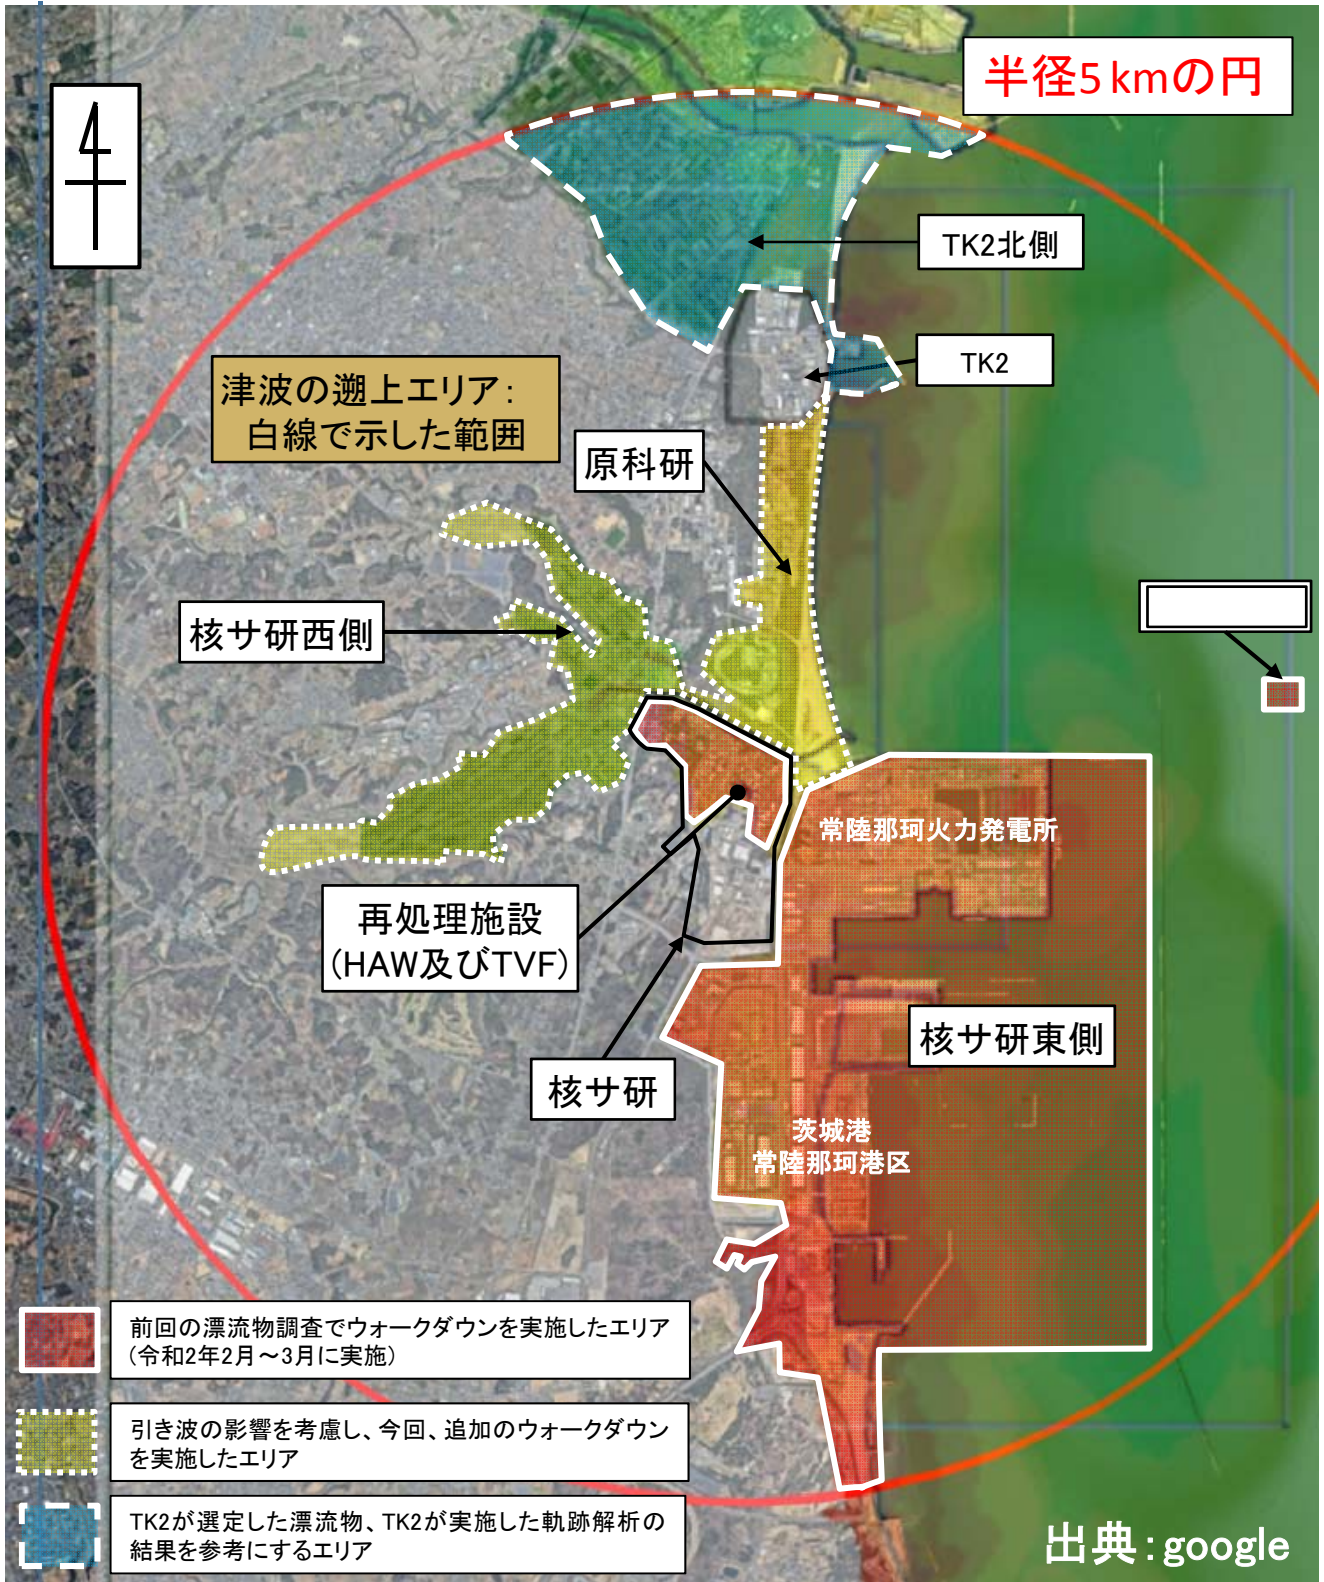 半径5kmの円
TK2北側
TK2
津波の遡上エリア：
白線で示した範囲
原科研
核サ研西側
常陸那珂火力発電所
再処理施設
(HAW及びTVF)
核サ研東側
核サ研
茨城港
常陸那珂港区
前回の漂流物調査でウォークダウンを実施したエリア
(令和2年2月～3月に実施)
引き波の影響を考慮し、今回、追加のウォークダウン
を実施したエリア
TK2が選定した漂流物、TK2が実施した軌跡解析の
結果を参考にするエリア
出典：google